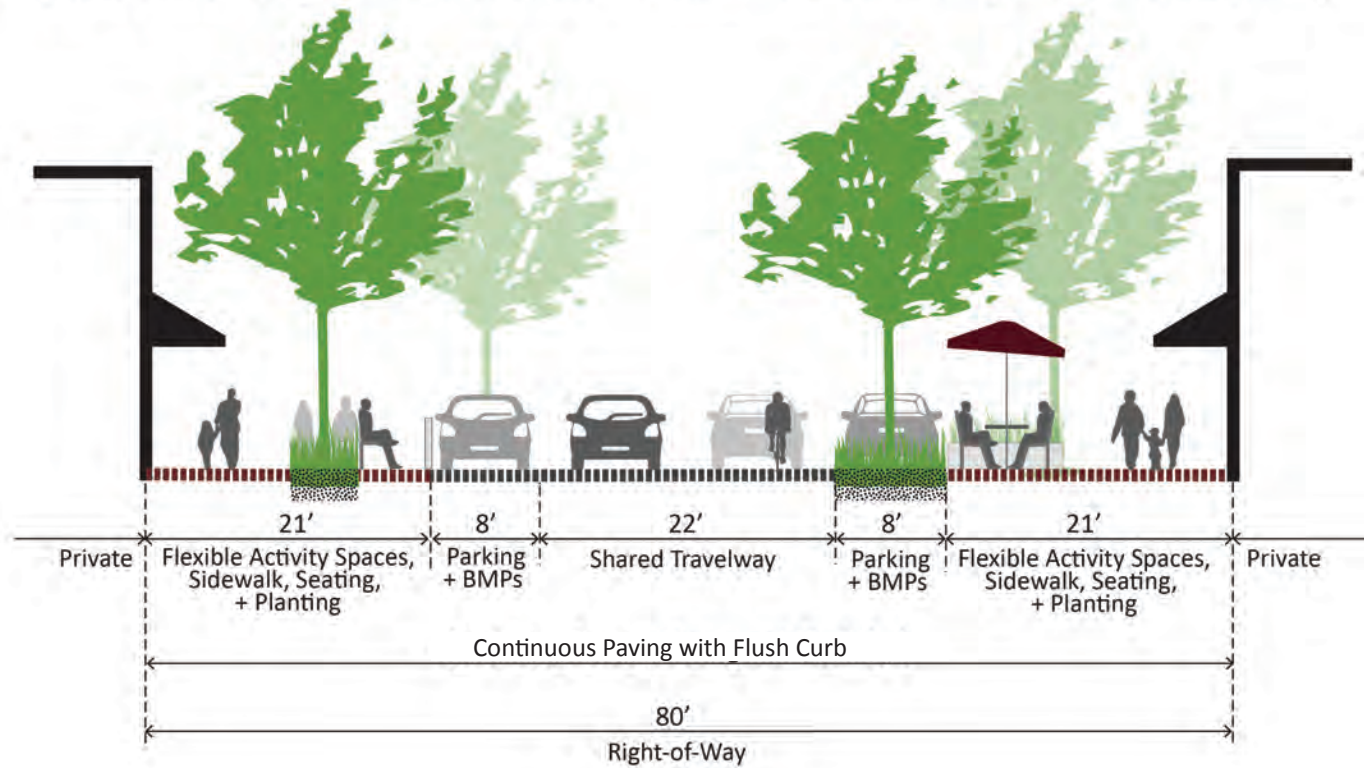 21’
8’
22’
8’
21’
Private
Flexible Activity Spaces,
Sidewalk, Seating,
+ Planting
Parking
+ BMPs
Shared Travelway
Parking
+ BMPs
Flexible Activity Spaces,
Sidewalk, Seating,
+ Planting
Private
Continuous Paving with Flush Curb
80’
Right-of-Way